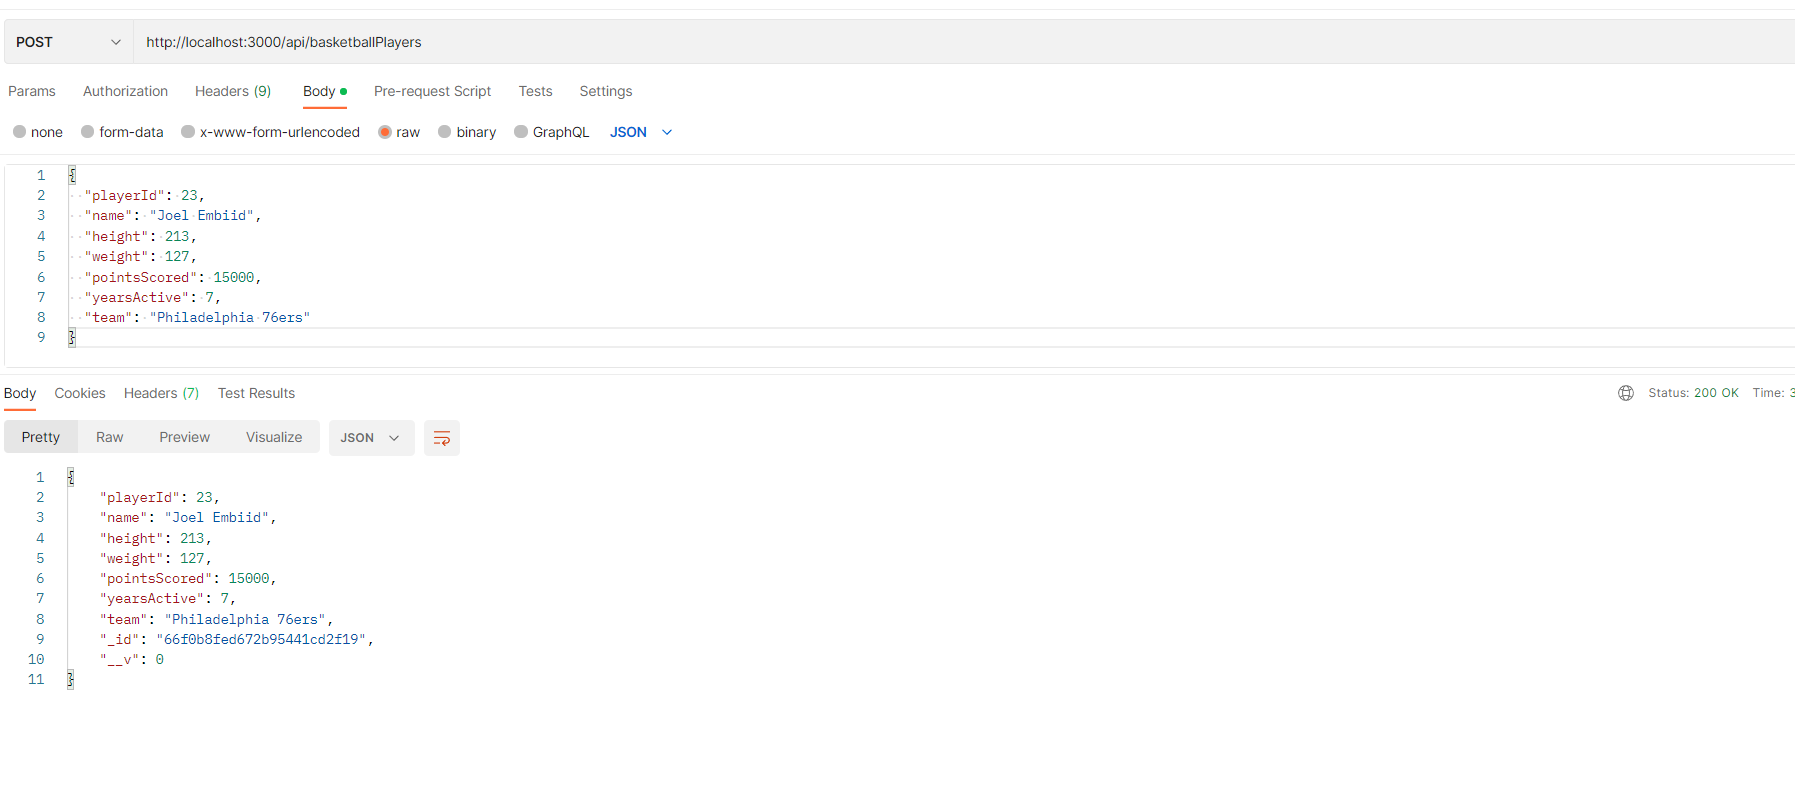 POST http://localhost:3000/api/basketballPlayers
Params Authorization Headers (9) Body Pre-request Script Tests Settings
none form-data x-www-form-urlencoded raw binary GraphQL JSON
1 {
2 "playerId": 23,
3 "name": "Joel Embiid",
4 "height": 213,
5 "weight": 127,
6 "pointsScored": 15000,
7 "yearsActive": 7,
8 "team": "Philadelphia 76ers"
9 }
Body Cookies Headers (7) Test Results Status: 200 OK Time: 3
Pretty Raw Preview Visualize JSON
1 {
2 "playerId": 23,
3 "name": "Joel Embiid",
4 "height": 213,
5 "weight": 127,
6 "pointsScored": 15000,
7 "yearsActive": 7,
8 "team": "Philadelphia 76ers",
9 "_id": "66f0b8fed672b95441cd2f19",
10 "__v": 0
11 }